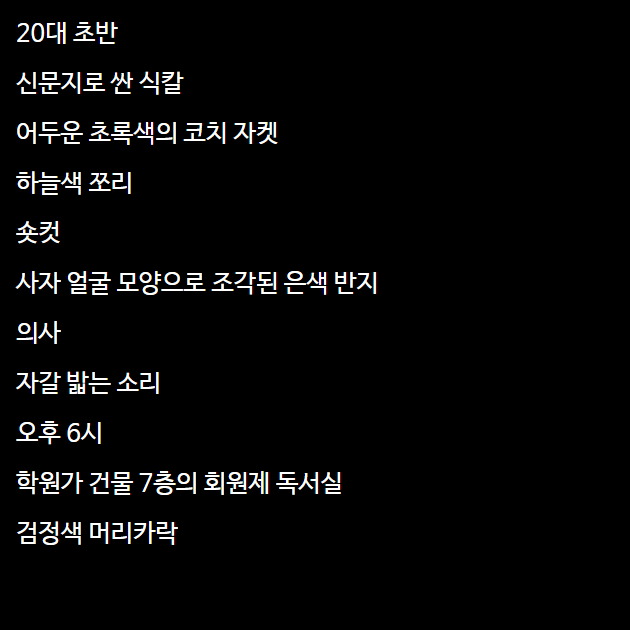 20대 초반
신문지로 싼 식칼
어두운 초록색의 코치 자켓
하늘색 쪼리
숏컷
사자 얼굴 모양으로 조각된 은색 반지
의사
자갈 밟는 소리
오후 6시
학원가 건물 7층의 회원제 독서실
검정색 머리카락